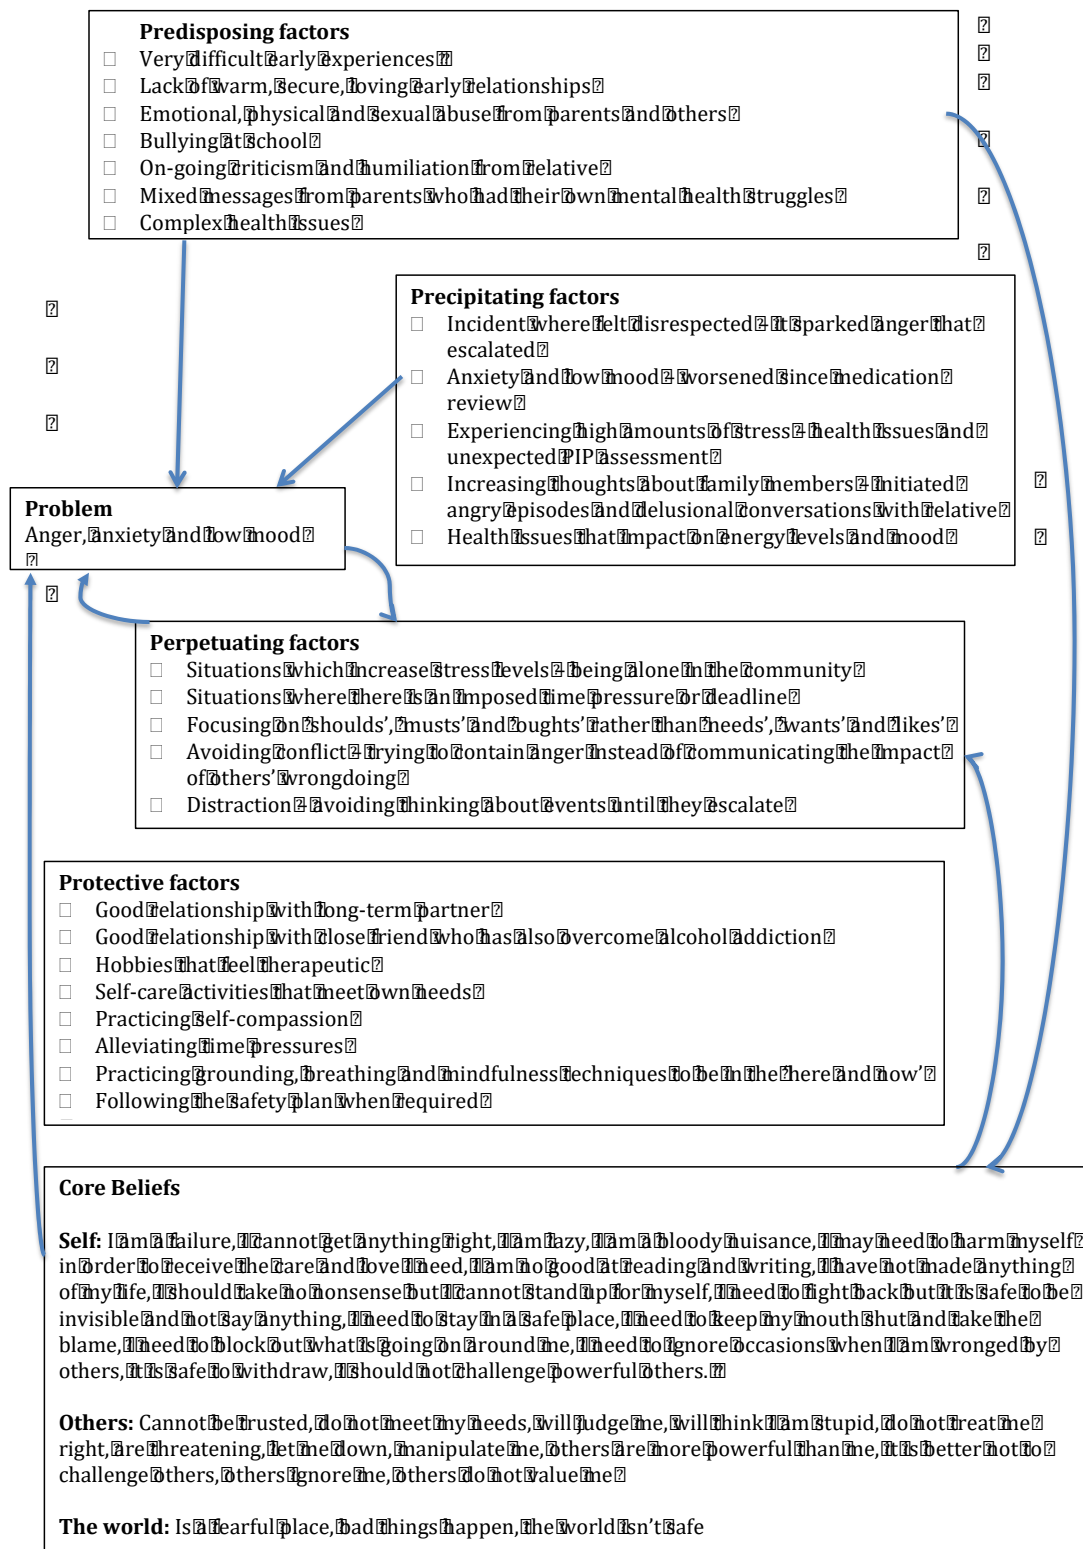 Predisposing factors
Very difficult early experiences
Lack of warm, secure, loving early relationships
Emotional, physical and sexual abuse from parents and others
Bullying at school
On-going criticism and humiliation from relative
Mixed messages from parents who had their own mental health struggles
Complex health issues
Precipitating factors
Incident where felt disrespected – it sparked anger that
escalated
Anxiety and low mood – worsened since medication
review
Experiencing high amounts of stress – health issues and
unexpected PIP assessment
Increasing thoughts about family members – initiated
angry episodes and delusional conversations with relative
Health issues that impact on energy levels and mood
Problem
Anger, anxiety and low mood
Perpetuating factors
Situations which increase stress levels – being alone in the community
Situations where there is an imposed time pressure or deadline
Focusing on 'shoulds', 'musts' and 'oughts' rather than 'needs', 'wants' and 'likes'
Avoiding conflict – trying to contain anger instead of communicating the impact
of others' wrongdoing
Distraction – avoiding thinking about events until they escalate
Protective factors
Good relationship with long-term partner
Good relationship with close friend who has also overcome alcohol addiction
Hobbies that feel therapeutic
Self-care activities that meet own needs
Practicing self-compassion
Alleviating time pressures
Practicing grounding, breathing and mindfulness techniques to be in the 'here and now'
Following the safety plan when required
Core Beliefs
Self: I am a failure, I cannot get anything right, I am lazy, I am a bloody nuisance, I may need to harm myself
in order to receive the care and love I need, I am no good at reading and writing, I have not made anything
of my life, I should take no nonsense but I cannot stand up for myself, I need to fight back but it is safe to be
invisible and not say anything, I need to stay in a safe place, I need to keep my mouth shut and take the
blame, I need to block out what is going on around me, I need to ignore occasions when I am wronged by
others, it is safe to withdraw, I should not challenge powerful others.
Others: Cannot be trusted, do not meet my needs, will judge me, will think I am stupid, do not treat me
right, are threatening, let me down, manipulate me, others are more powerful than me, it is better not to
challenge others, others ignore me, others do not value me
The world: Is a fearful place, bad things happen, the world isn't safe